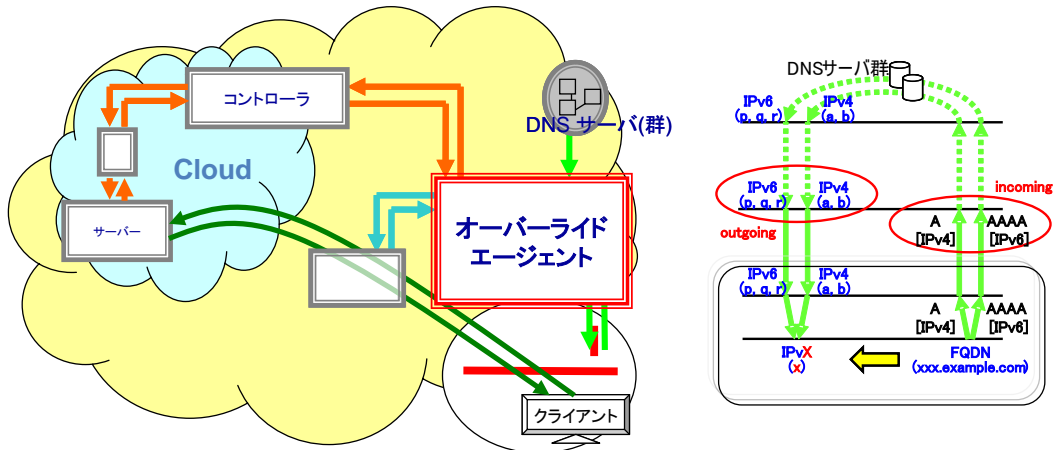 コントローラ
DNS サーバ(群)
Cloud
サーバー
オーバーライド
エージェント
クライアント
DNSサーバ群
IPv6 IPv4
(p, q, r) (a, b)
IPv6 IPv4
(p, q, r) (a, b)
incoming
outgoing
A AAAA
[IPv4] [IPv6]
IPv6 IPv4
(p, q, r) (a, b)
A AAAA
[IPv4] [IPv6]
IPvX
(x)
FQDN
(xxx.example.com)